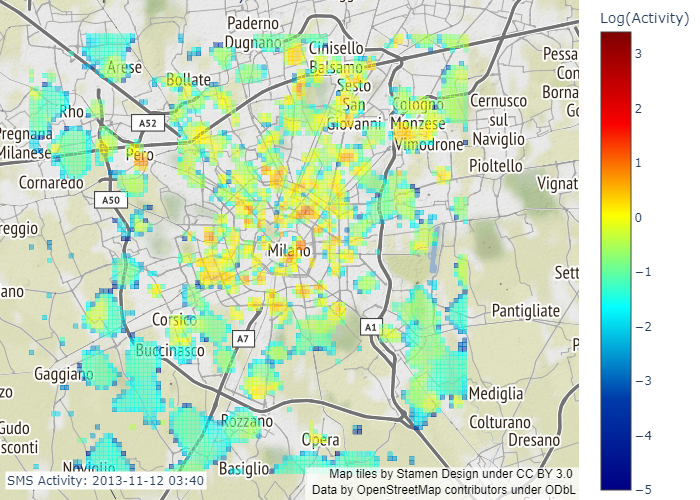 Paderno
Dugnano
Cinisello
Balsamo
Arese
Bollate
Sesto
San
Giovanni
Rho
A52
Cologno
Monzese
Vimodrone
Cernusco
sul
Naviglio
Pioltello
Pero
Cornaredo
A50
Milano
Pantigliate
Corsico
A7
A1
Buccinasco
Gaggiano
Mediglia
Colturano
Dresano
Rozzano
Opera
Basiglio
Noviglio
SMS Activity: 2013-11-12 03:40
Map tiles by Stamen Design under CC BY 3.0
Data by OpenStreetMap contributors under ODbL
Pessa
Con
Borna
Go
Pregnana
Milanese
Vignat
reggio
Sett
ano
P
zo
Gudo
sconti
Log(Activity)
3
2
1
0
−1
−2
−3
−4
−5